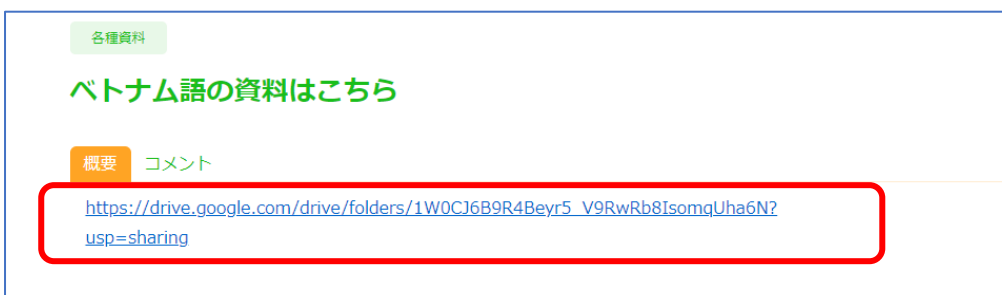 各種資料
ベトナム語の資料はこちら
概要 コメント
https://drive.google.com/drive/folders/1W0CJ6B9R4Beyr5_V9RwRb8IsomqUha6N?
usp=sharing